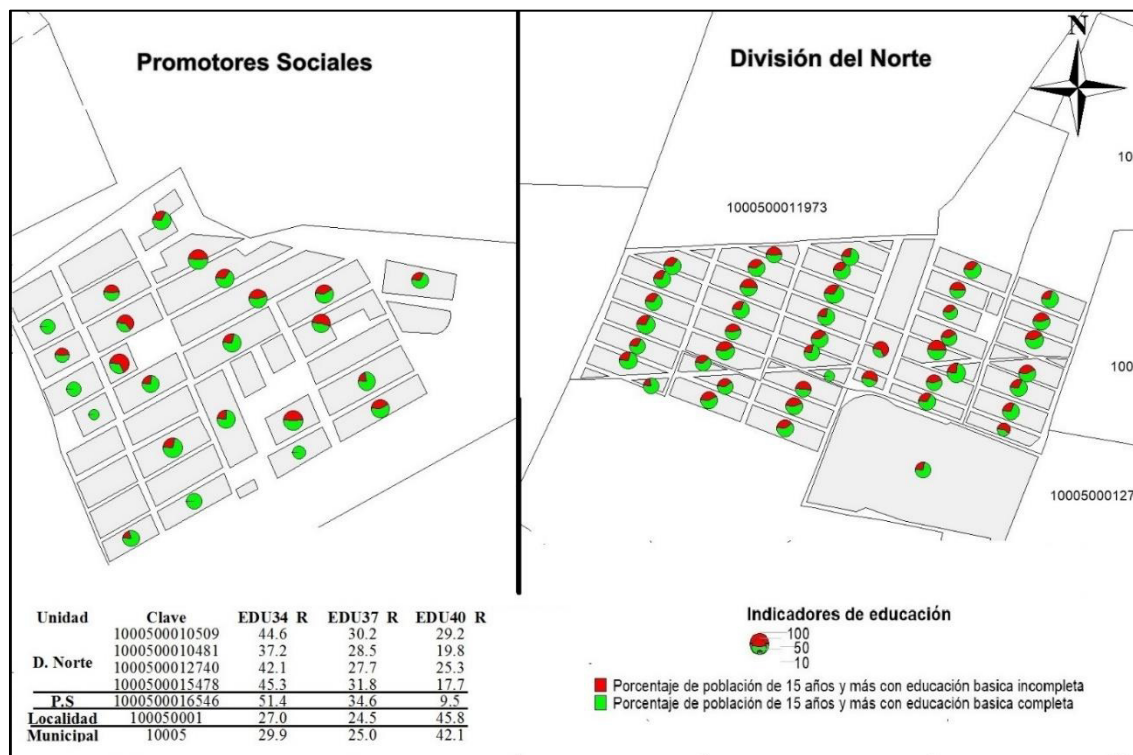 Promotores Sociales
División del Norte
N
10
1000500011973
100
10005000127
Unidad Clave EDU34 R EDU37 R EDU40 R
1000500010509 44.6 30.2 29.2
1000500010481 37.2 28.5 19.8
D. Norte
1000500012740 42.1 27.7 25.3
1000500015478 45.3 31.8 17.7
P.S 1000500016546 51.4 34.6 9.5
Localidad 100050001 27.0 24.5 45.8
Municipal 10005 29.9 25.0 42.1
Indicadores de educación
100
50
10
Porcentaje de población de 15 años y más con educación basica incompleta
Porcentaje de población de 15 años y más con educación basica completa